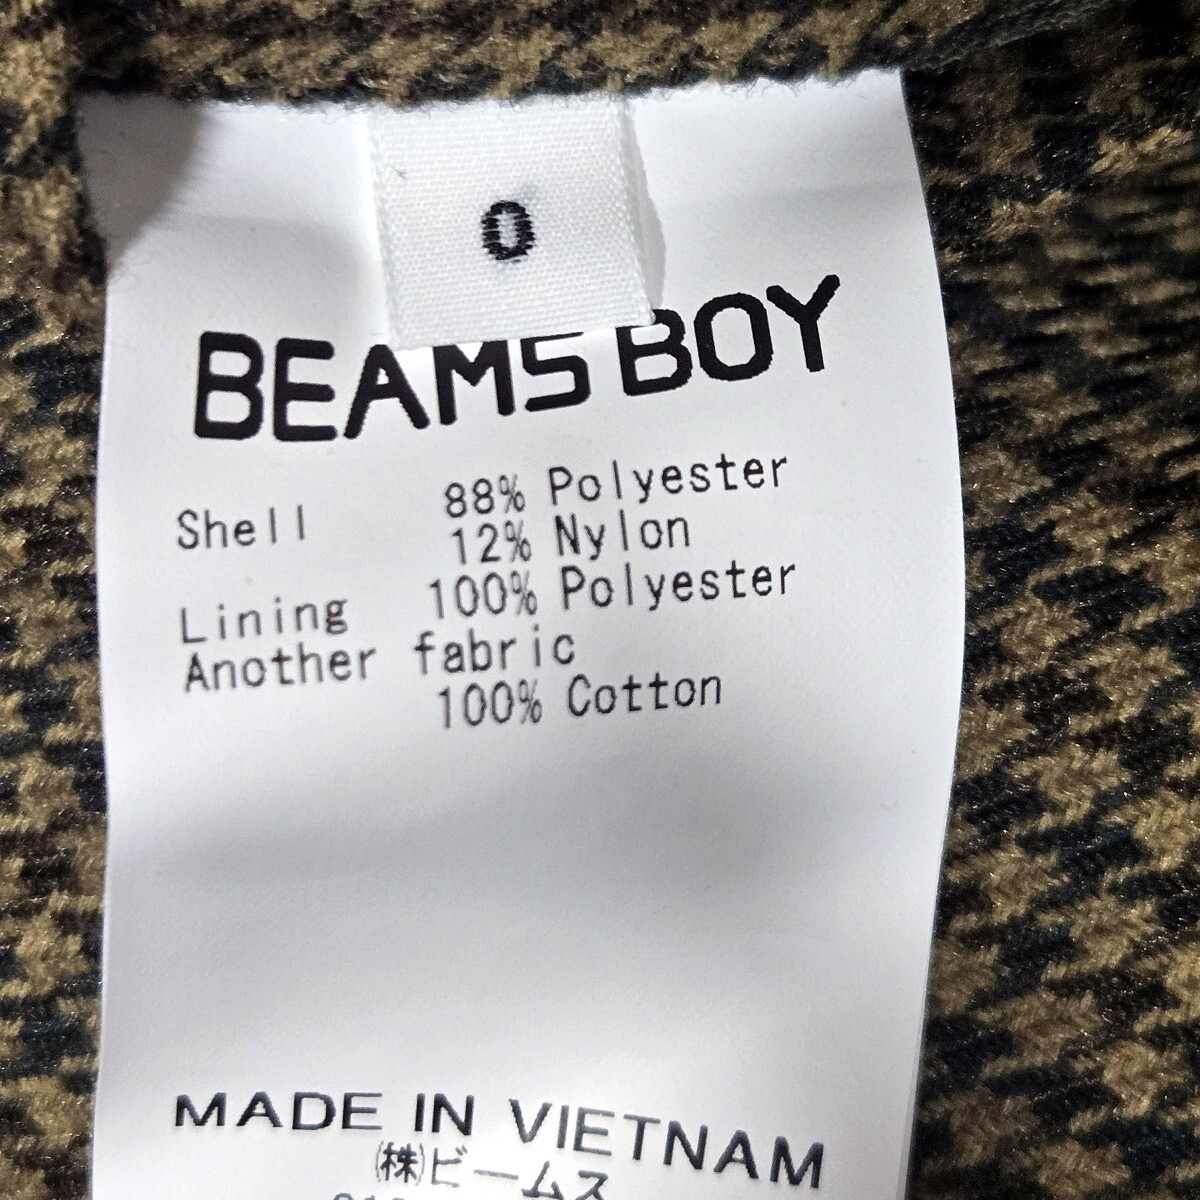 0
BEAMS BOY
Shell 88% Polyester
12% Nylon
Lining 100% Polyester
Another fabric
100% Cotton
MADE IN VIETNAM
(株)ビームス